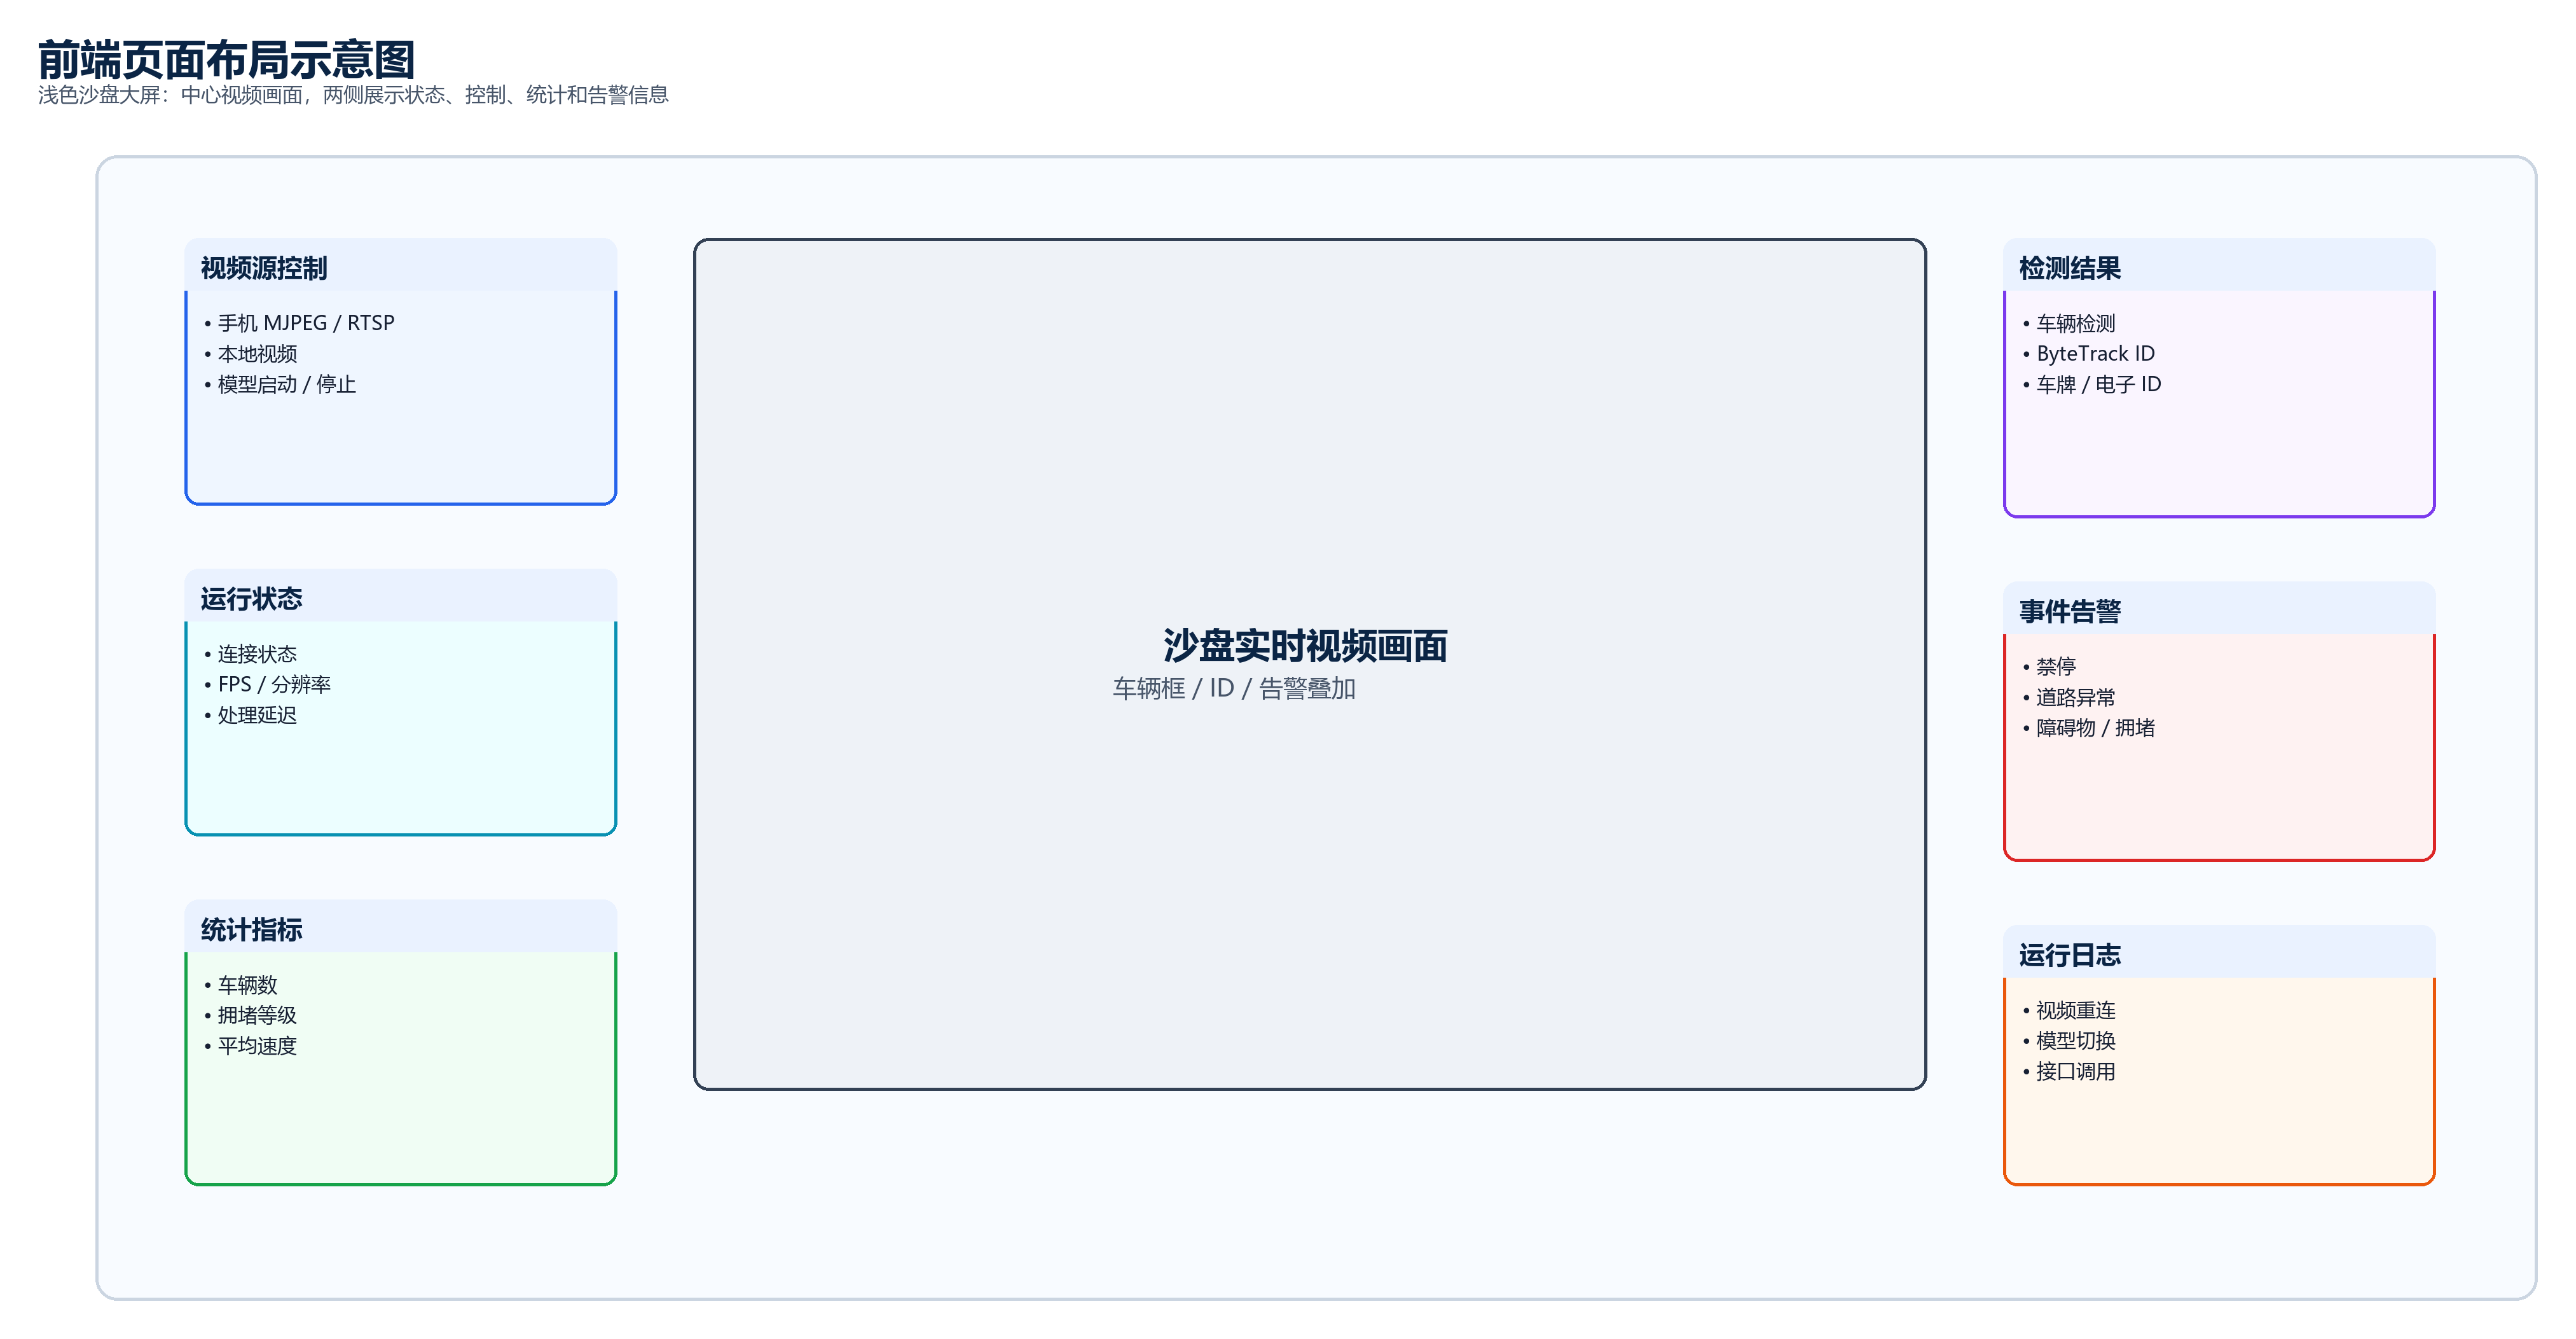 前端页面布局示意图
浅色沙盘大屏：中心视频画面，两侧展示状态、控制、统计和告警信息
视频源控制
• 手机 MJPEG / RTSP
• 本地视频
• 模型启动 / 停止
运行状态
• 连接状态
• FPS / 分辨率
• 处理延迟
统计指标
• 车辆数
• 拥堵等级
• 平均速度
沙盘实时视频画面
车辆框 / ID / 告警叠加
检测结果
• 车辆检测
• ByteTrack ID
• 车牌 / 电子 ID
事件告警
• 禁停
• 道路异常
• 障碍物 / 拥堵
运行日志
• 视频重连
• 模型切换
• 接口调用